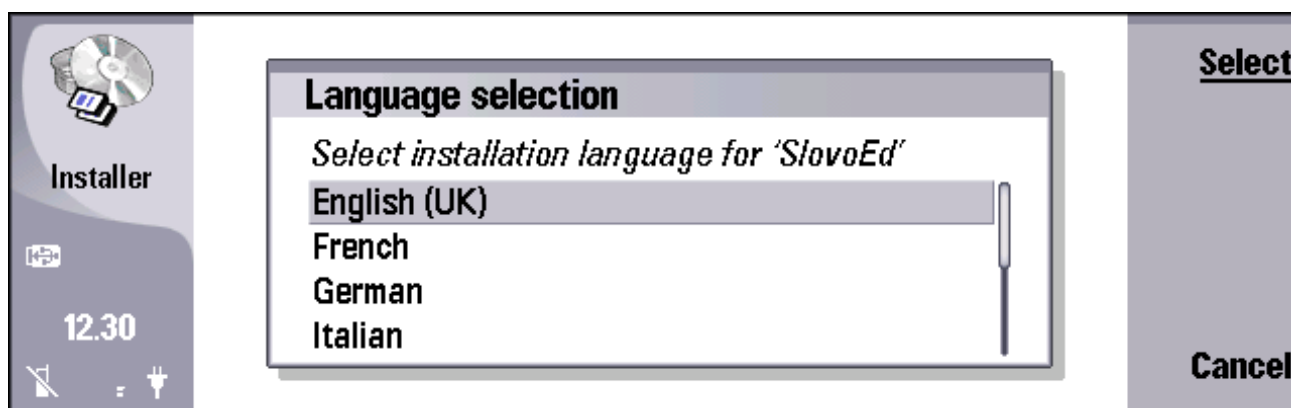 Installer
12.30
Language selection
Select installation language for ‘SlovoEd’
English (UK)
French
German
Italian
Select
Cancel